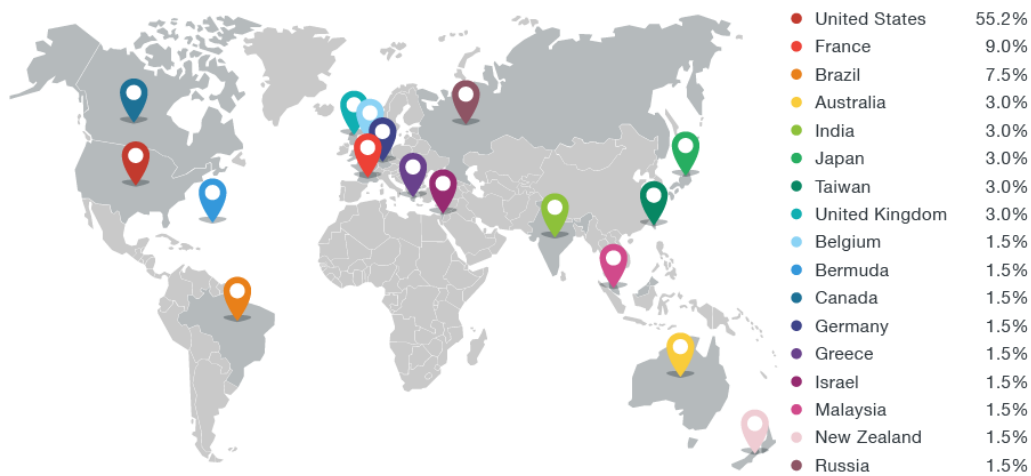 United States 55.2%
France 9.0%
Brazil 7.5%
Australia 3.0%
India 3.0%
Japan 3.0%
Taiwan 3.0%
United Kingdom 3.0%
Belgium 1.5%
Bermuda 1.5%
Canada 1.5%
Germany 1.5%
Greece 1.5%
Israel 1.5%
Malaysia 1.5%
New Zealand 1.5%
Russia 1.5%